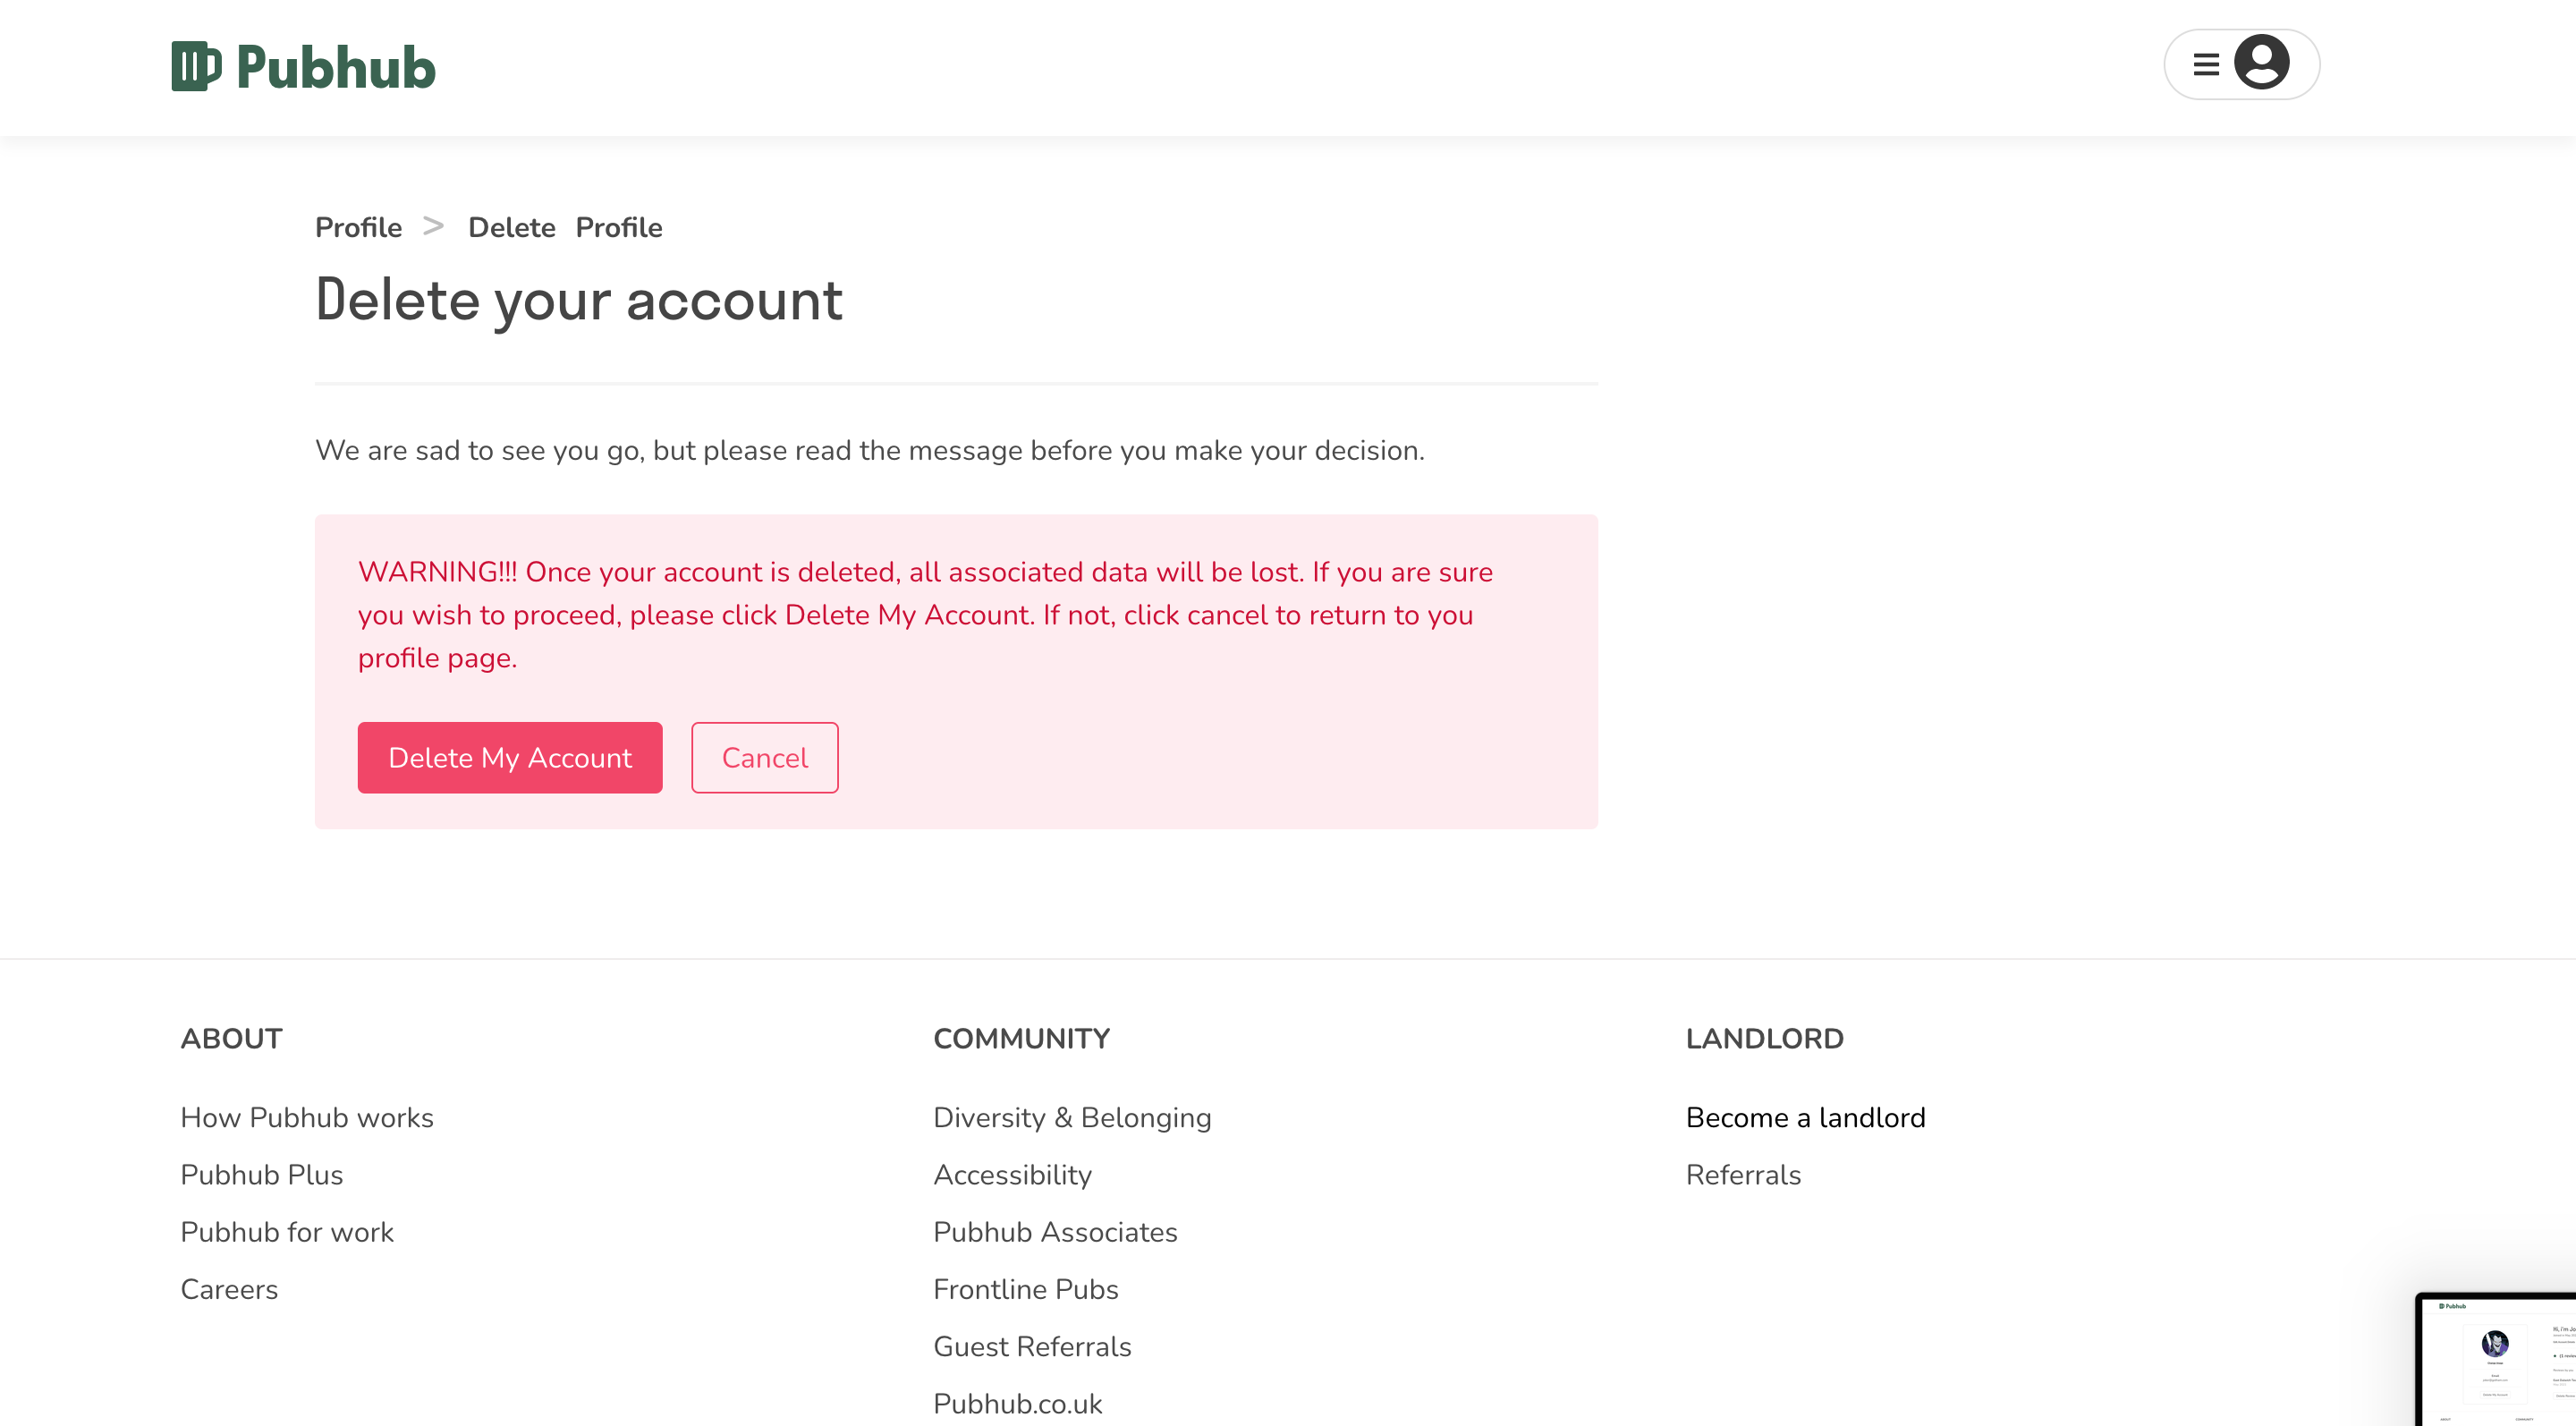 Pubhub
Profile > Delete Profile
Delete your account
We are sad to see you go, but please read the message before you make your decision.
WARNING!!! Once your account is deleted, all associated data will be lost. If you are sure
you wish to proceed, please click Delete My Account. If not, click cancel to return to you
profile page.
Delete My Account
Cancel
ABOUT
How Pubhub works
Pubhub Plus
Pubhub for work
Careers
COMMUNITY
Diversity & Belonging
Accessibility
Pubhub Associates
Frontline Pubs
Guest Referrals
Pubhub.co.uk
LANDLORD
Become a landlord
Referrals
Pubhub